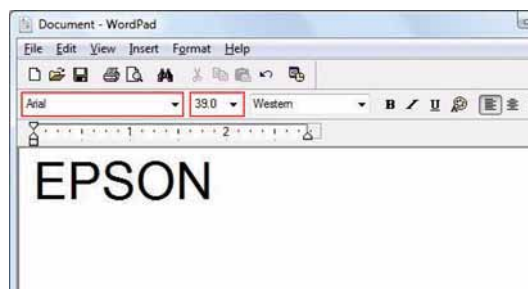 Document - WordPad
File Edit View Insert Format Help
Arial 39.0 Western B / U
1 2
EPSON